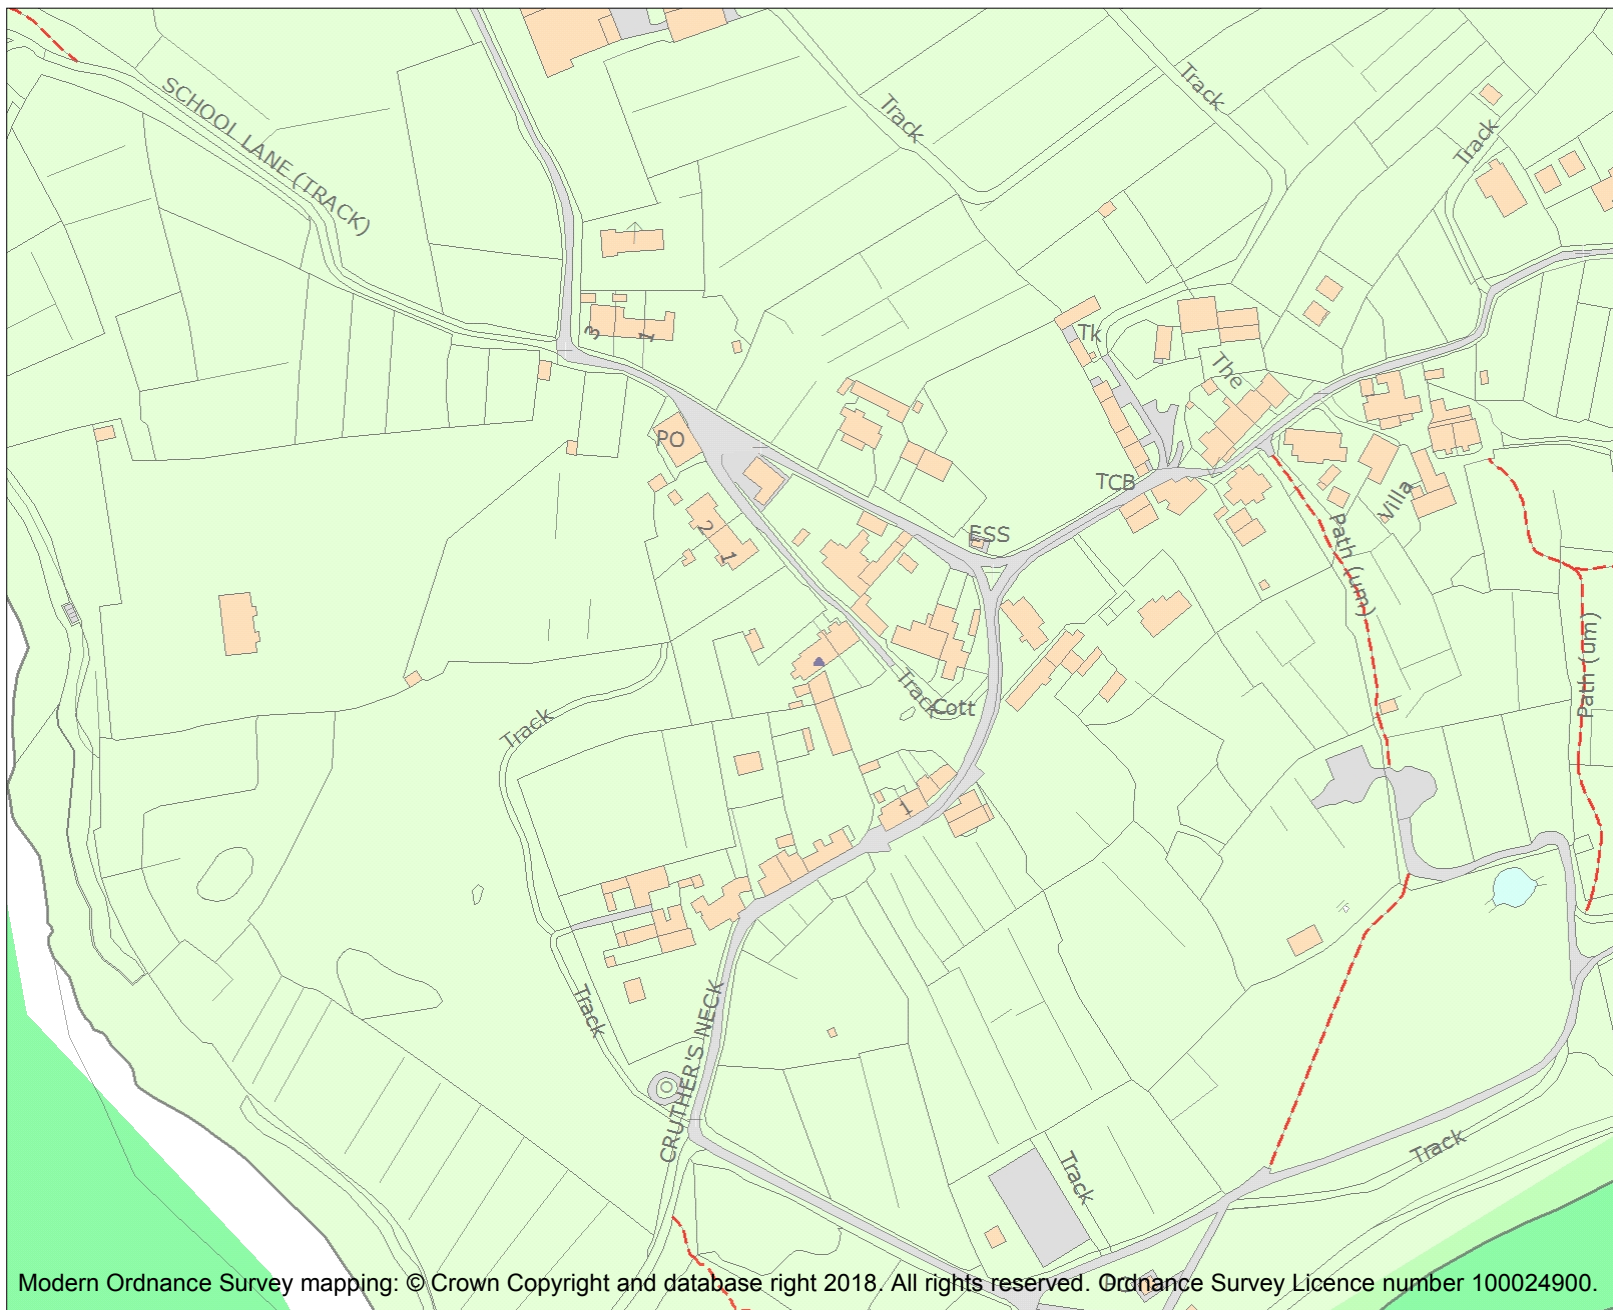 SCHOOL LANE (TRACK)
Track
Track
Track
3
1
Tk
The
PO
TCB
2
1
ESS
Villa
Path (um)
Path (um)
Track
Cott
Track
1
Track
CRUTHER'S NECK
Track
Track
Modern Ordnance Survey mapping: © Crown Copyright and database right 2018. All rights reserved. Ordnance Survey Licence number 100024900.